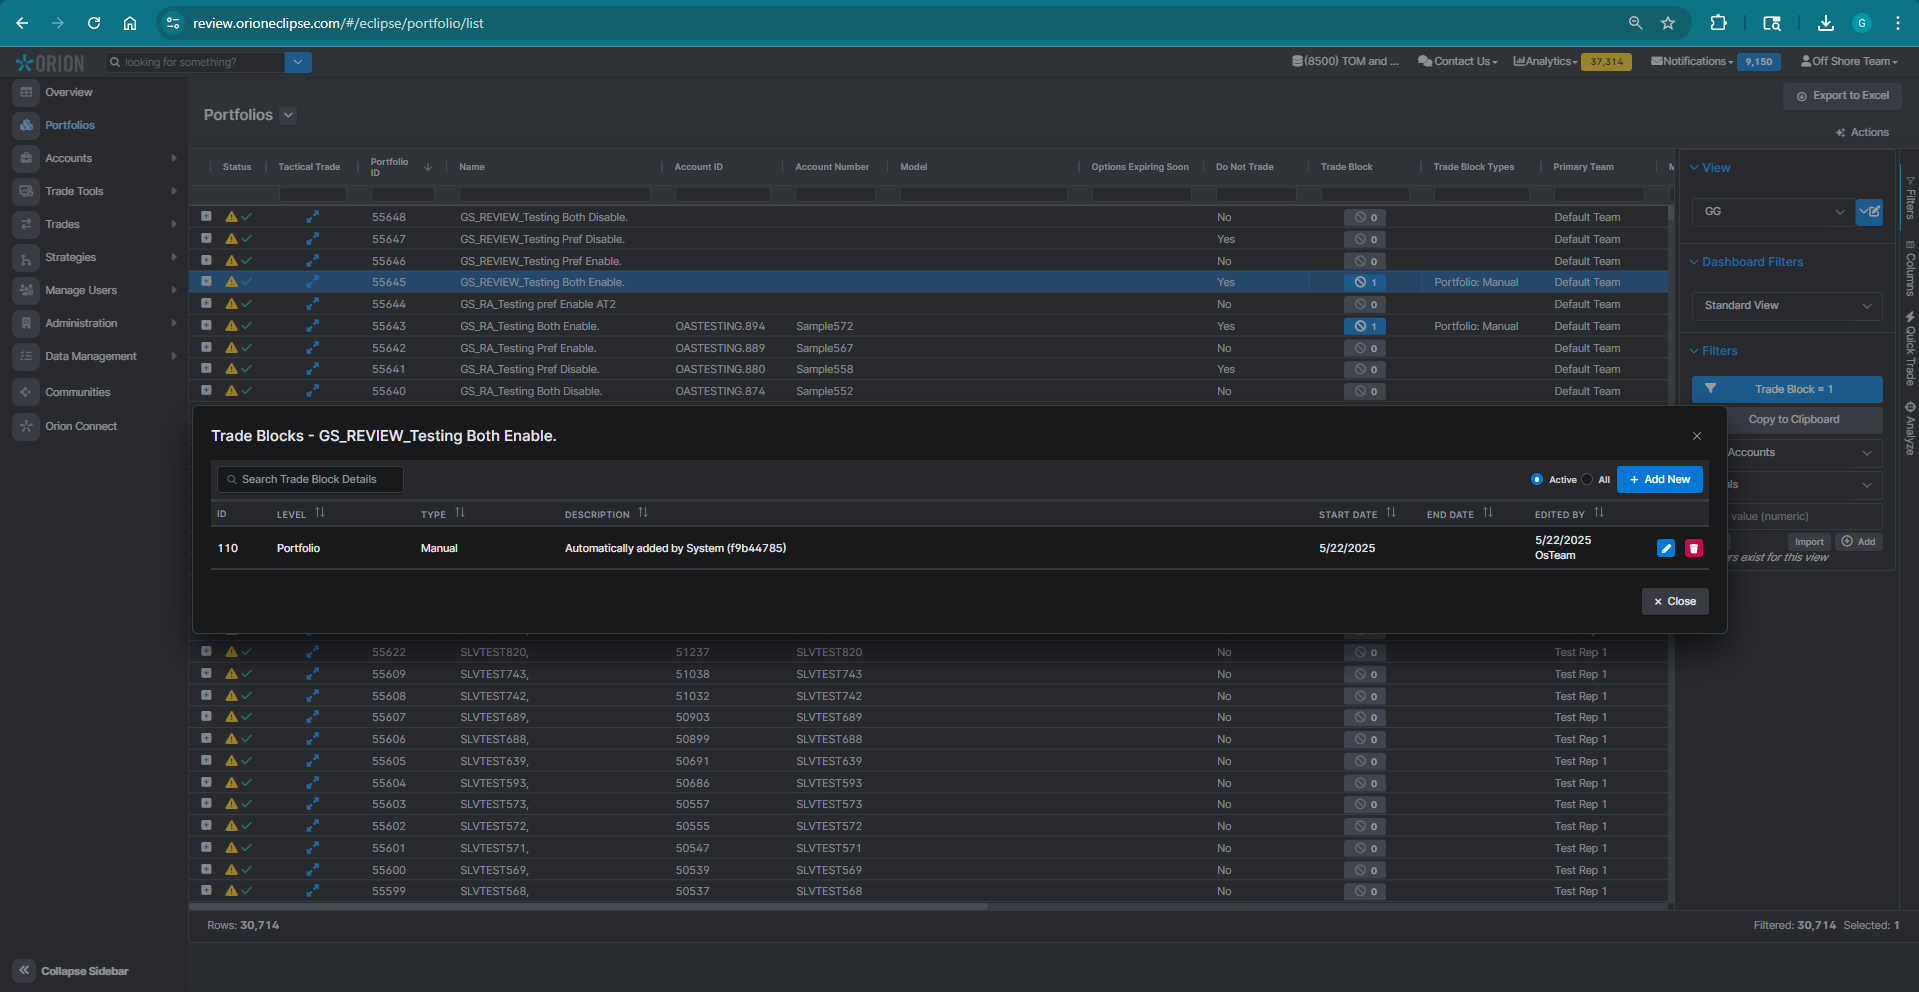 review.orioneclipse.com/#/eclipse/portfolio/list
G
ORION
looking for something?
(8500) TOM and ...
Contact Us
Analytics
37,314
Notifications
9,150
Off Shore Team
Overview
Portfolios
Accounts
Trade Tools
Trades
Strategies
Manage Users
Administration
Data Management
Communities
Orion Connect
Collapse Sidebar
Portfolios
Export to Excel
Actions
Status Tactical Trade Portfolio ID Name Account ID Account Number Model Options Expiring Soon Do Not Trade Trade Block Trade Block Types Primary Team
55648 GS_REVIEW_Testing Both Disable. No 0 Default Team
55647 GS_REVIEW_Testing Pref Disable. Yes 0 Default Team
55646 GS_REVIEW_Testing Pref Enable. No 0 Default Team
55645 GS_REVIEW_Testing Both Enable. Yes 1 Portfolio: Manual Default Team
55644 GS_RA_Testing pref Enable AT2 No 0 Default Team
55643 GS_RA_Testing Both Enable. OASTESTING.894 Sample572 Yes 1 Portfolio: Manual Default Team
55642 GS_RA_Testing Pref Enable. OASTESTING.889 Sample567 No 0 Default Team
55641 GS_RA_Testing Pref Disable. OASTESTING.880 Sample558 Yes 0 Default Team
55640 GS_RA_Testing Both Disable. OASTESTING.874 Sample552 No 0 Default Team
Trade Blocks - GS_REVIEW_Testing Both Enable.
Search Trade Block Details
Active All
+ Add New
ID LEVEL TYPE DESCRIPTION START DATE END DATE EDITED BY
110 Portfolio Manual Automatically added by System (f9b44785) 5/22/2025 5/22/2025
OsTeam
× Close
55622 SLVTEST820, 51237 SLVTEST820 No 0 Test Rep 1
55609 SLVTEST743, 51038 SLVTEST743 No 0 Test Rep 1
55608 SLVTEST742, 51032 SLVTEST742 No 0 Test Rep 1
55607 SLVTEST689, 50903 SLVTEST689 No 0 Test Rep 1
55606 SLVTEST688, 50899 SLVTEST688 No 0 Test Rep 1
55605 SLVTEST639, 50691 SLVTEST639 No 0 Test Rep 1
55604 SLVTEST593, 50686 SLVTEST593 No 0 Test Rep 1
55603 SLVTEST573, 50557 SLVTEST573 No 0 Test Rep 1
55602 SLVTEST572, 50555 SLVTEST572 No 0 Test Rep 1
55601 SLVTEST571, 50547 SLVTEST571 No 0 Test Rep 1
55600 SLVTEST569, 50539 SLVTEST569 No 0 Test Rep 1
55599 SLVTEST568, 50537 SLVTEST568 No 0 Test Rep 1
Rows: 30,714
Filtered: 30,714 Selected: 1
View
GG
Dashboard Filters
Standard View
Filters
Trade Block = 1
Copy to Clipboard
Accounts
ls
value (numeric)
Import
Add
rs exist for this view
Filters
Columns
Quick Trade
Analyze